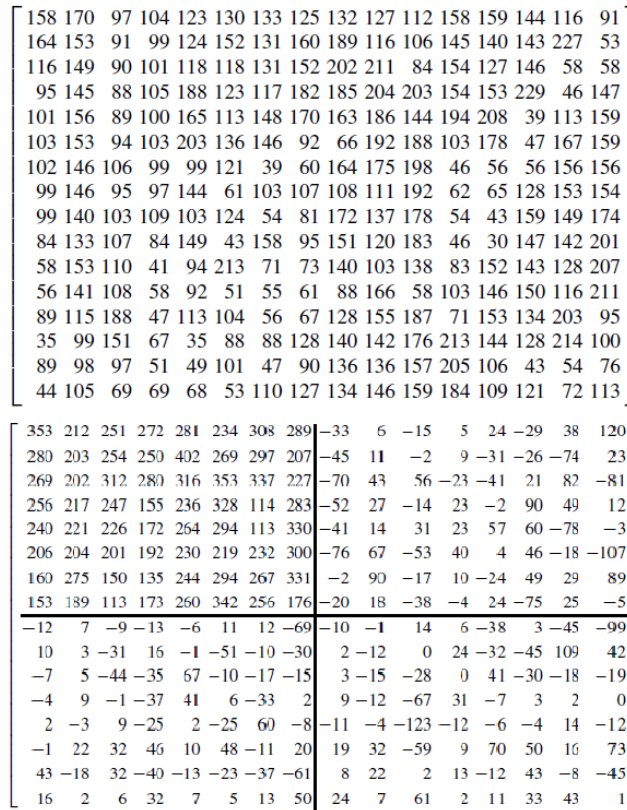 158 170 97 104 123 130 133 125 132 127 112 158 159 144 116 91
164 153 91 99 124 152 131 160 189 116 106 145 140 143 227 53
116 149 90 101 118 118 131 152 202 211 84 154 127 146 58 58
95 145 88 105 188 123 117 182 185 204 203 154 153 229 46 147
101 156 89 100 165 113 148 170 163 186 144 194 208 39 113 159
103 153 94 103 203 136 146 92 66 192 188 103 178 47 167 159
102 146 106 99 99 121 39 60 164 175 198 46 56 56 156 156
99 146 95 97 144 61 103 107 108 111 192 62 65 128 153 154
99 140 103 109 103 124 54 81 172 137 178 54 43 159 149 174
84 133 107 84 149 43 158 95 151 120 183 46 30 147 142 201
58 153 110 41 94 213 71 73 140 103 138 83 152 143 128 207
56 141 108 58 92 51 55 61 88 166 58 103 146 150 116 211
89 115 188 47 113 104 56 67 128 155 187 71 153 134 203 95
35 99 151 67 35 88 88 128 140 142 176 213 144 128 214 100
89 98 97 51 49 101 47 90 136 136 157 205 106 43 54 76
44 105 69 69 68 53 110 127 134 146 159 184 109 121 72 113
353 212 251 272 281 234 308 289 −33 6 −15 5 24 −29 38 120
280 203 254 250 402 269 297 207 −45 11 −2 9 −31 −26 −74 23
269 202 312 280 316 353 337 227 −70 43 56 −23 −41 21 82 −81
256 217 247 155 236 328 114 283 −52 27 −14 23 −2 90 49 12
240 221 226 172 264 294 113 330 −41 14 31 23 57 60 −78 −3
206 204 201 192 230 219 232 300 −76 67 −53 40 4 46 −18 −107
160 275 150 135 244 294 267 331 −2 90 −17 10 −24 49 29 89
153 189 113 173 260 342 256 176 −20 18 −38 −4 24 −75 25 −5
−12 7 −9 −13 −6 11 12 −69 −10 −1 14 6 −38 3 −45 −99
10 3 −31 16 −1 −51 −10 −30 2 −12 0 24 −32 −45 109 42
−7 5 −44 −35 67 −10 −17 −15 3 −15 −28 0 41 −30 −18 −19
−4 9 −1 −37 41 6 −33 2 9 −12 −67 31 −7 3 2 0
2 −3 9 −25 2 −25 60 −8 −11 −4 −123 −12 −6 −4 14 −12
−1 22 32 46 10 48 −11 20 19 32 −59 9 70 50 16 73
43 −18 32 −40 −13 −23 −37 −61 8 22 2 13 −12 43 −8 −45
16 2 6 32 7 5 13 50 24 7 61 2 11 33 43 1